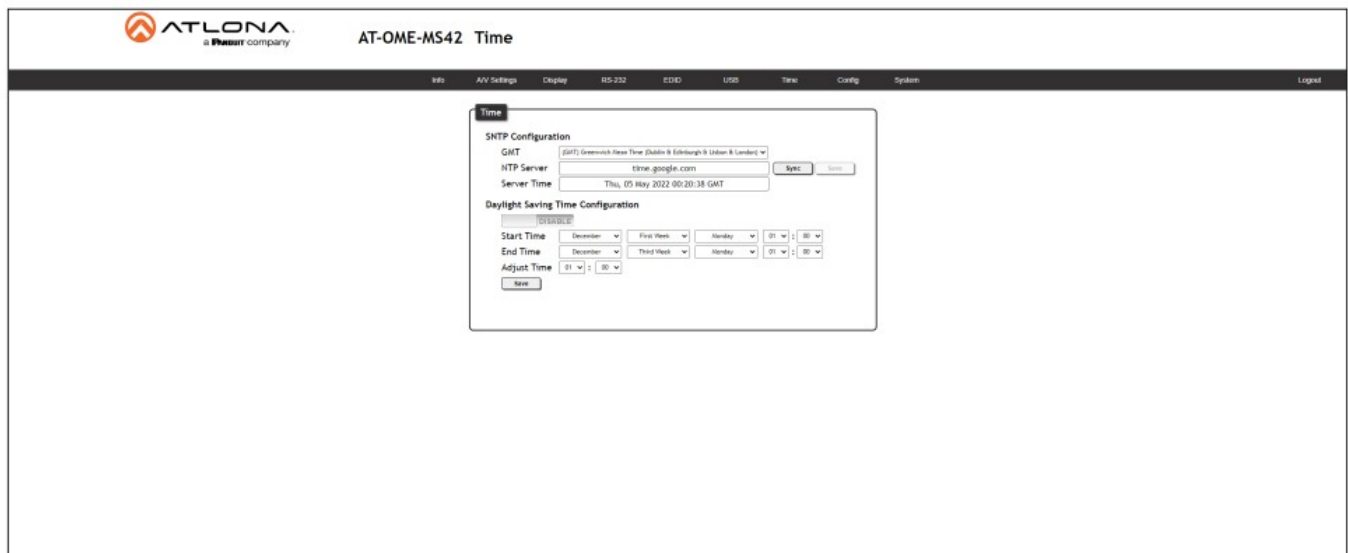 ATLONA.
a PANDUIT company
AT-OME-MS42 Time
Info A/V Settings Display RS-232 EDID USB Time Config System Logout
Time
SNTP Configuration
GMT (GMT) Greenwich Mean Time (Dublin & Edinburgh & Lisbon & London)
NTP Server time.google.com Sync Save
Server Time Thu, 05 May 2022 00:20:38 GMT
Daylight Saving Time Configuration
DISABLE
Start Time December First Week Monday 01 : 00
End Time December Third Week Monday 01 : 00
Adjust Time 01 : 00
Save